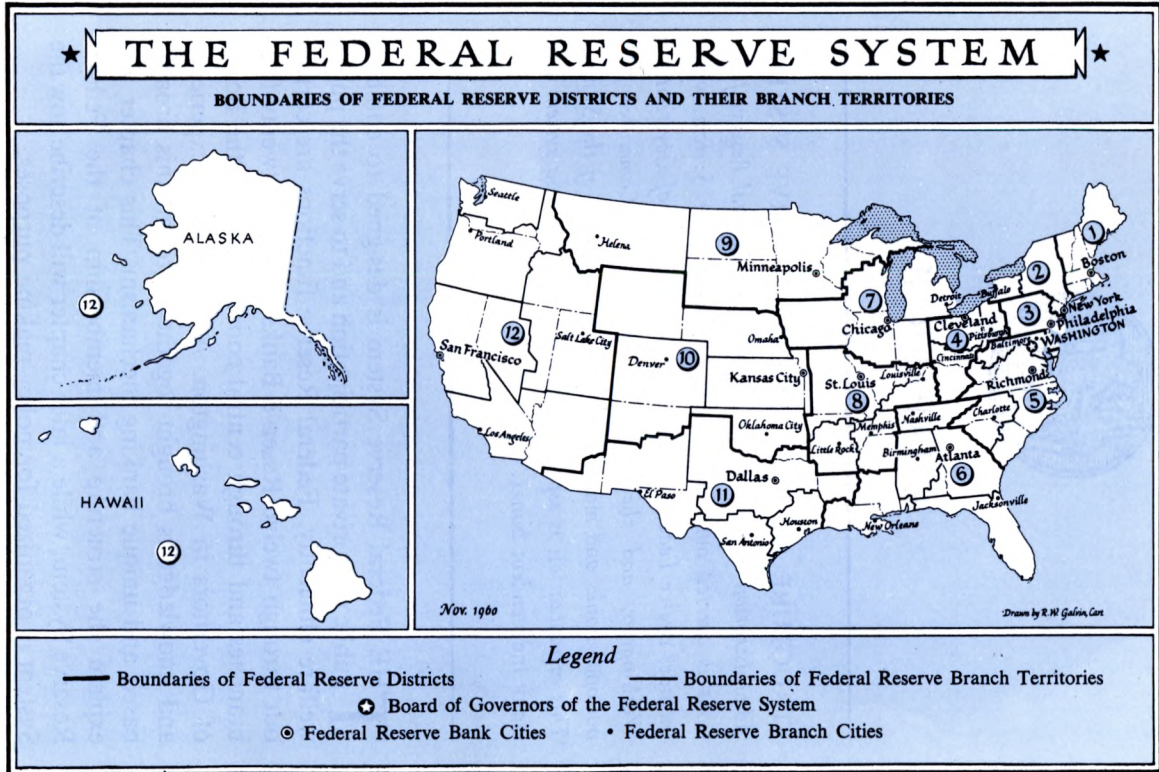 THE FEDERAL RESERVE SYSTEM
BOUNDARIES OF FEDERAL RESERVE DISTRICTS AND THEIR BRANCH TERRITORIES
ALASKA
12
HAWAII
12
Seattle
Portland
Helena
9
Minneapolis
1
Boston
2
Buffalo
Detroit
7
Chicago
Cleveland
4
Pittsburgh
3
New York
Philadelphia
Baltimore
WASHINGTON
Cincinnati
12
San Francisco
Salt Lake City
Denver
10
Omaha
Kansas City
St. Louis
8
Louisville
Richmond
5
Los Angeles
Oklahoma City
Little Rock
Memphis
Nashville
Charlotte
Birmingham
Atlanta
6
Dallas
11
El Paso
Houston
San Antonio
New Orleans
Jacksonville
Nov. 1960
Drawn by R.W. Galvin, Cart.
Legend
Boundaries of Federal Reserve Districts
Boundaries of Federal Reserve Branch Territories
Board of Governors of the Federal Reserve System
Federal Reserve Bank Cities
Federal Reserve Branch Cities